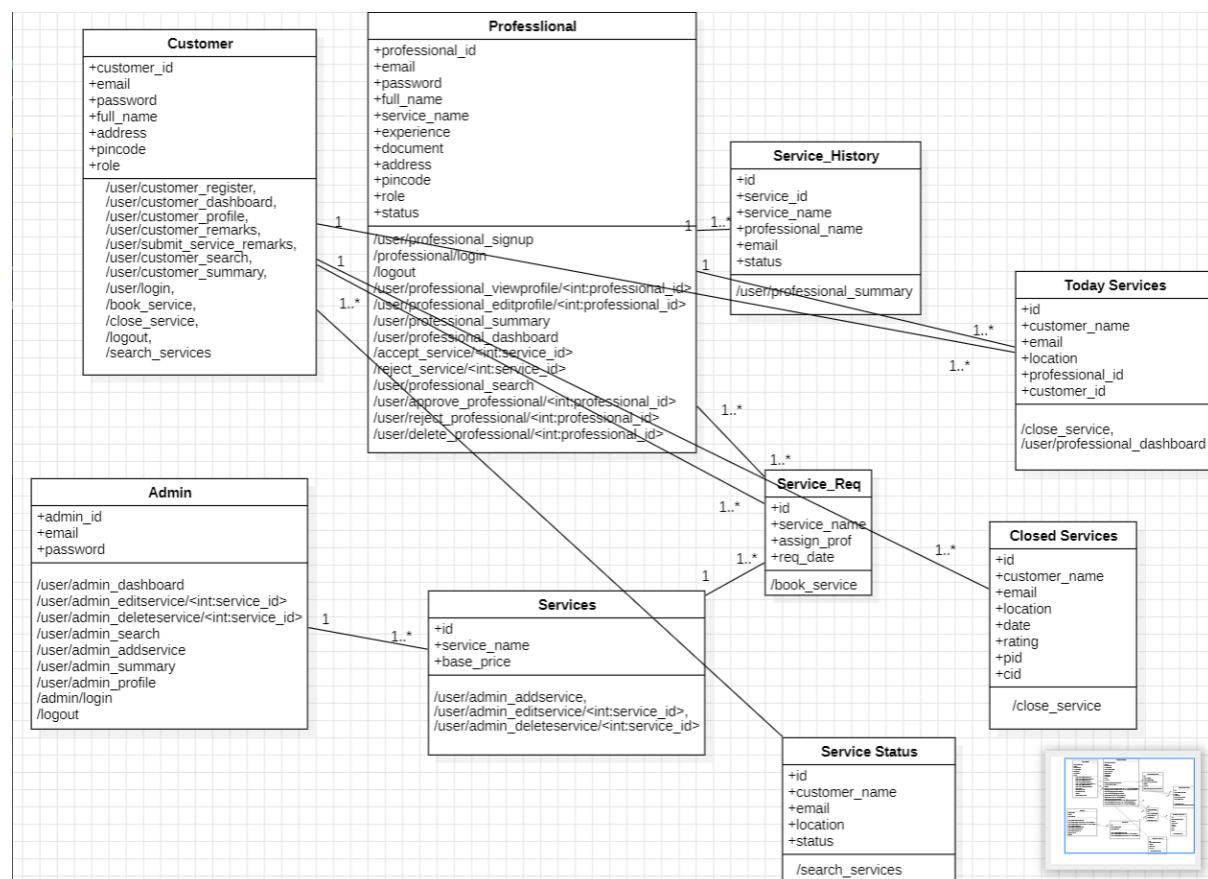 Customer
+customer_id
+email
+password
+full_name
+address
+pincode
+role
/user/customer_register,
/user/customer_dashboard,
/user/customer_profile,
/user/customer_remarks,
/user/submit_service_remarks,
/user/customer_search,
/user/customer_summary,
/user/login,
/book_service,
/close_service,
/logout,
/search_services
Professlional
+professional_id
+email
+password
+full_name
+service_name
+experience
+document
+address
+pincode
+role
+status
/user/professional_signup
/professional/login
/logout
/user/professional_viewprofile/<int:professional_id>
/user/professional_editprofile/<int:professional_id>
/user/professional_summary
/user/professional_dashboard
/accept_service/<int:service_id>
/reject_service/<int:service_id>
/user/professional_search
/user/approve_professional/<int:professional_id>
/user/reject_professional/<int:professional_id>
/user/delete_professional/<int:professional_id>
Service_History
+id
+service_id
+service_name
+professional_name
+email
+status
/user/professional_summary
Today Services
+id
+customer_name
+email
+location
+professional_id
+customer_id
/close_service,
/user/professional_dashboard
1
1
1..*
1
1..*
1
1..*
1..*
1..*
1..*
1..*
1..*
1..*
1
1
1..*
Admin
+admin_id
+email
+password
/user/admin_dashboard
/user/admin_editservice/<int:service_id>
/user/admin_deleteservice/<int:service_id>
/user/admin_search
/user/admin_addservice
/user/admin_summary
/user/admin_profile
/admin/login
/logout
Services
+id
+service_name
+base_price
/user/admin_addservice,
/user/admin_editservice/<int:service_id>,
/user/admin_deleteservice/<int:service_id>
Service_Req
+id
+service_name
+assign_prof
+req_date
/book_service
Closed Services
+id
+customer_name
+email
+location
+date
+rating
+pid
+cid
/close_service
Service Status
+id
+customer_name
+email
+location
+status
/search_services